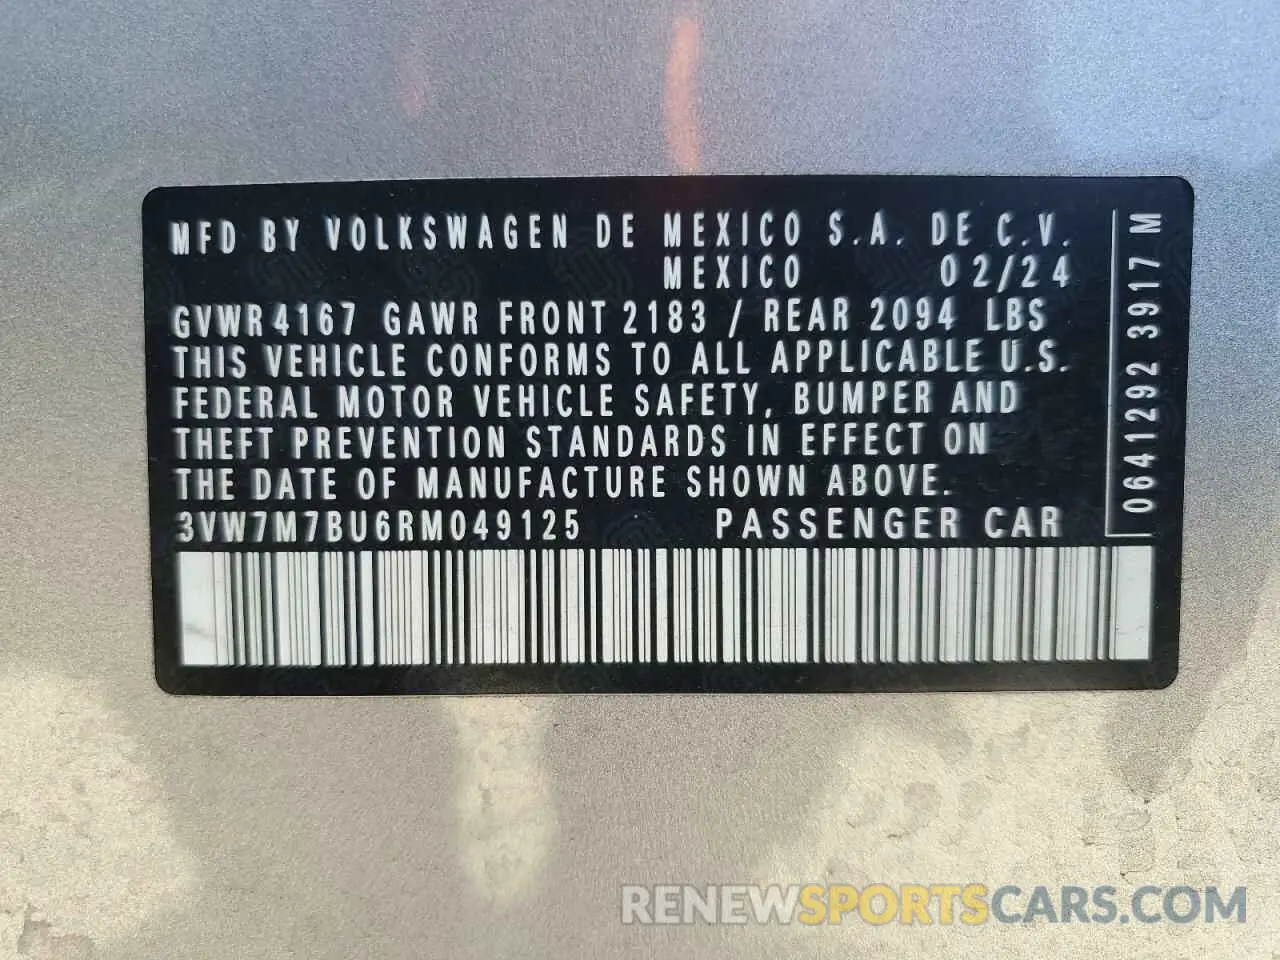 MFD BY VOLKSWAGEN DE MEXICO S.A. DE C.V.
MEXICO 02/24
GVWR 4167 GAWR FRONT 2183 / REAR 2094 LBS
THIS VEHICLE CONFORMS TO ALL APPLICABLE U.S.
FEDERAL MOTOR VEHICLE SAFETY, BUMPER AND
THEFT PREVENTION STANDARDS IN EFFECT ON
THE DATE OF MANUFACTURE SHOWN ABOVE.
3VW7M7BU6RM049125 PASSENGER CAR
0641292 3917 M
RENEWSPORTSCARS.COM